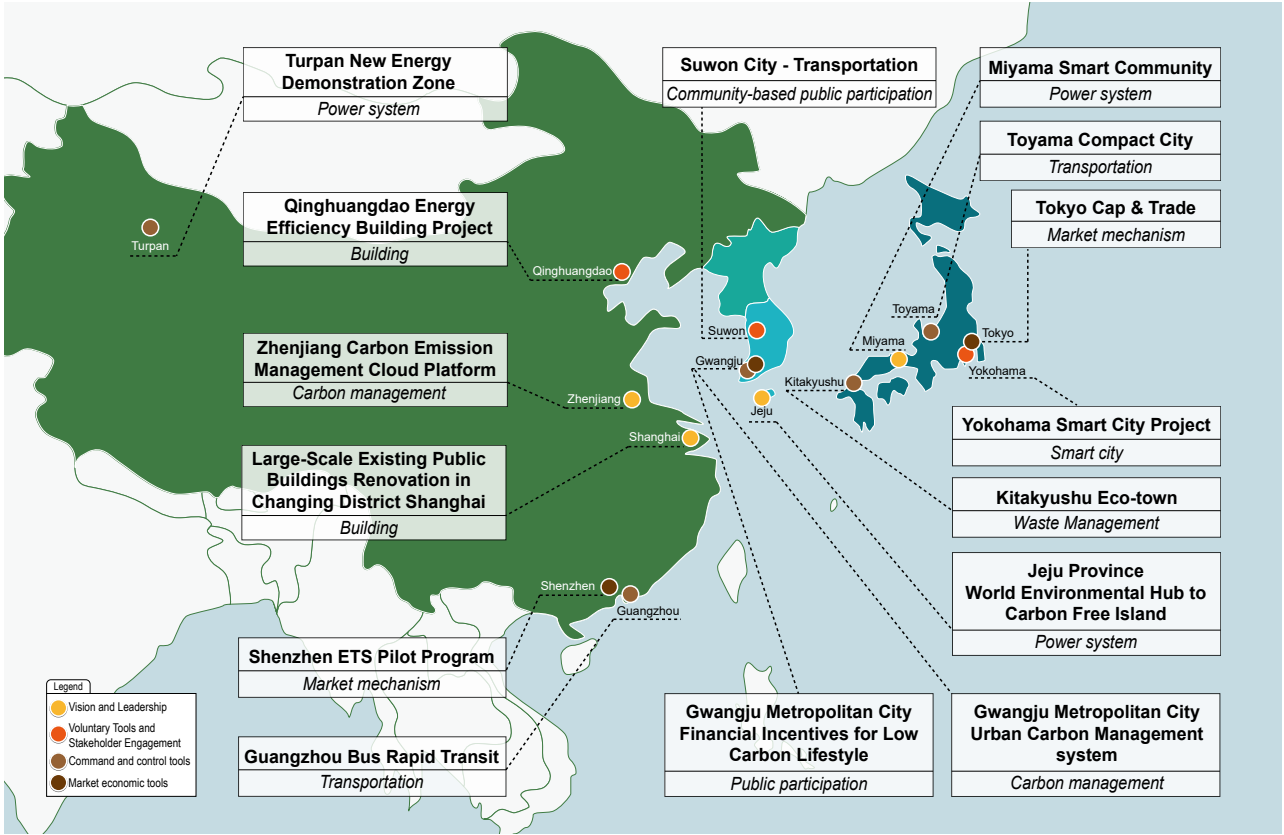 Turpan New Energy
Demonstration Zone
Power system
Suwon City - Transportation
Community-based public participation
Miyama Smart Community
Power system
Toyama Compact City
Transportation
Qinghuangdao Energy
Efficiency Building Project
Building
Tokyo Cap & Trade
Market mechanism
Turpan
Qinghuangdao
Toyama
Suwon
Tokyo
Miyama
Gwangju
Yokohama
Kitakyushu
Zhenjiang Carbon Emission
Management Cloud Platform
Carbon management
Zhenjiang
Jeju
Shanghai
Yokohama Smart City Project
Smart city
Large-Scale Existing Public
Buildings Renovation in
Changing District Shanghai
Building
Kitakyushu Eco-town
Waste Management
Shenzhen
Guangzhou
Jeju Province
World Environmental Hub to
Carbon Free Island
Power system
Shenzhen ETS Pilot Program
Market mechanism
Guangzhou Bus Rapid Transit
Transportation
Gwangju Metropolitan City
Financial Incentives for Low
Carbon Lifestyle
Public participation
Gwangju Metropolitan City
Urban Carbon Management
system
Carbon management
Legend
Vision and Leadership
Voluntary Tools and
Stakeholder Engagement
Command and control tools
Market economic tools